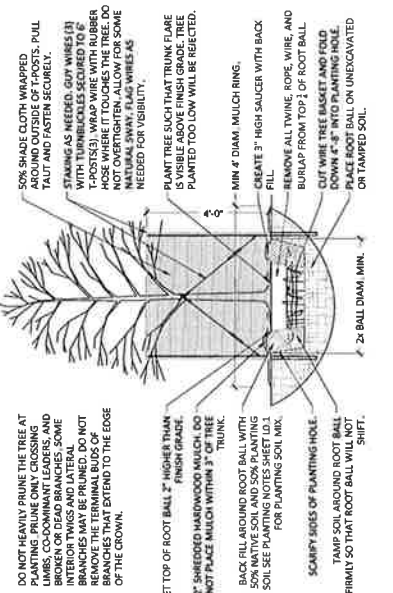 DO NOT HEAVILY PRUNE THE TREE AT
PLANTING. PRUNE ONLY CROSSING
LIMBS, CO-DOMINANT LEADERS, AND
BROKEN OR DEAD BRANCHES. SOME
INTERIOR TWIGS AND LATERAL
BRANCHES MAY BE PRUNED. DO NOT
REMOVE THE TERMINAL BUDS OF
BRANCHES THAT EXTEND TO THE EDGE
OF THE CROWN.
TOP OF ROOT BALL 2" HIGHER THAN
FINISH GRADE.
SHREDDED HARDWOOD MULCH. DO
NOT PLACE MULCH WITHIN 3" OF TREE
TRUNK.
BACK FILL AROUND ROOT BALL WITH
50% NATIVE SOIL AND 50% PLANTING
SOIL SEE PLANTING NOTES SHEET L0.1
FOR PLANTING SOIL MIX.
SCARIFY SIDES OF PLANTING HOLE.
TAMP SOIL AROUND ROOT BALL
FIRMLY SO THAT ROOT BALL WILL NOT
SHIFT.
4'-0"
2x BALL DIAM. MIN.
50% SHADE CLOTH WRAPPED
AROUND OUTSIDE OF T-POSTS. PULL
TAUT AND FASTEN SECURELY.
STAKING AS NEEDED. GUY WIRES (3)
WITH TURNBUCKLES SECURED TO 6'
T-POSTS(3). WRAP WIRE WITH RUBBER
HOSE WHERE IT TOUCHES THE TREE. DO
NOT OVERTIGHTEN. ALLOW FOR SOME
NATURAL SWAY. FLAG WIRES AS
NEEDED FOR VISIBILITY.
PLANT TREE SUCH THAT TRUNK FLARE
IS VISIBLE ABOVE FINISH GRADE. TREE
PLANTED TOO LOW WILL BE REJECTED.
MIN 4' DIAM. MULCH RING.
CREATE 3" HIGH SAUCER WITH BACK
FILL.
REMOVE ALL TWINE, ROPE, WIRE, AND
BURLAP FROM TOP OF ROOT BALL.
CUT WIRE TREE BASKET AND FOLD
DOWN 4"-8" INTO PLANTING HOLE.
PLACE ROOT BALL ON UNEXCAVATED
OR TAMPED SOIL.